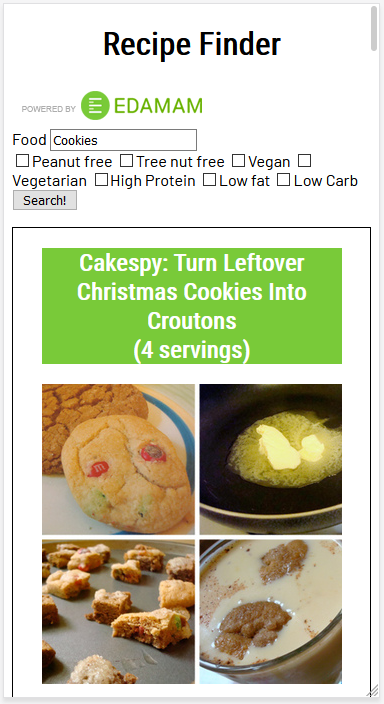 Recipe Finder
POWERED BY EDAMAM
Food Cookies
Peanut free Tree nut free Vegan
Vegetarian High Protein Low fat Low Carb
Search!
Cakespy: Turn Leftover
Christmas Cookies Into
Croutons
(4 servings)